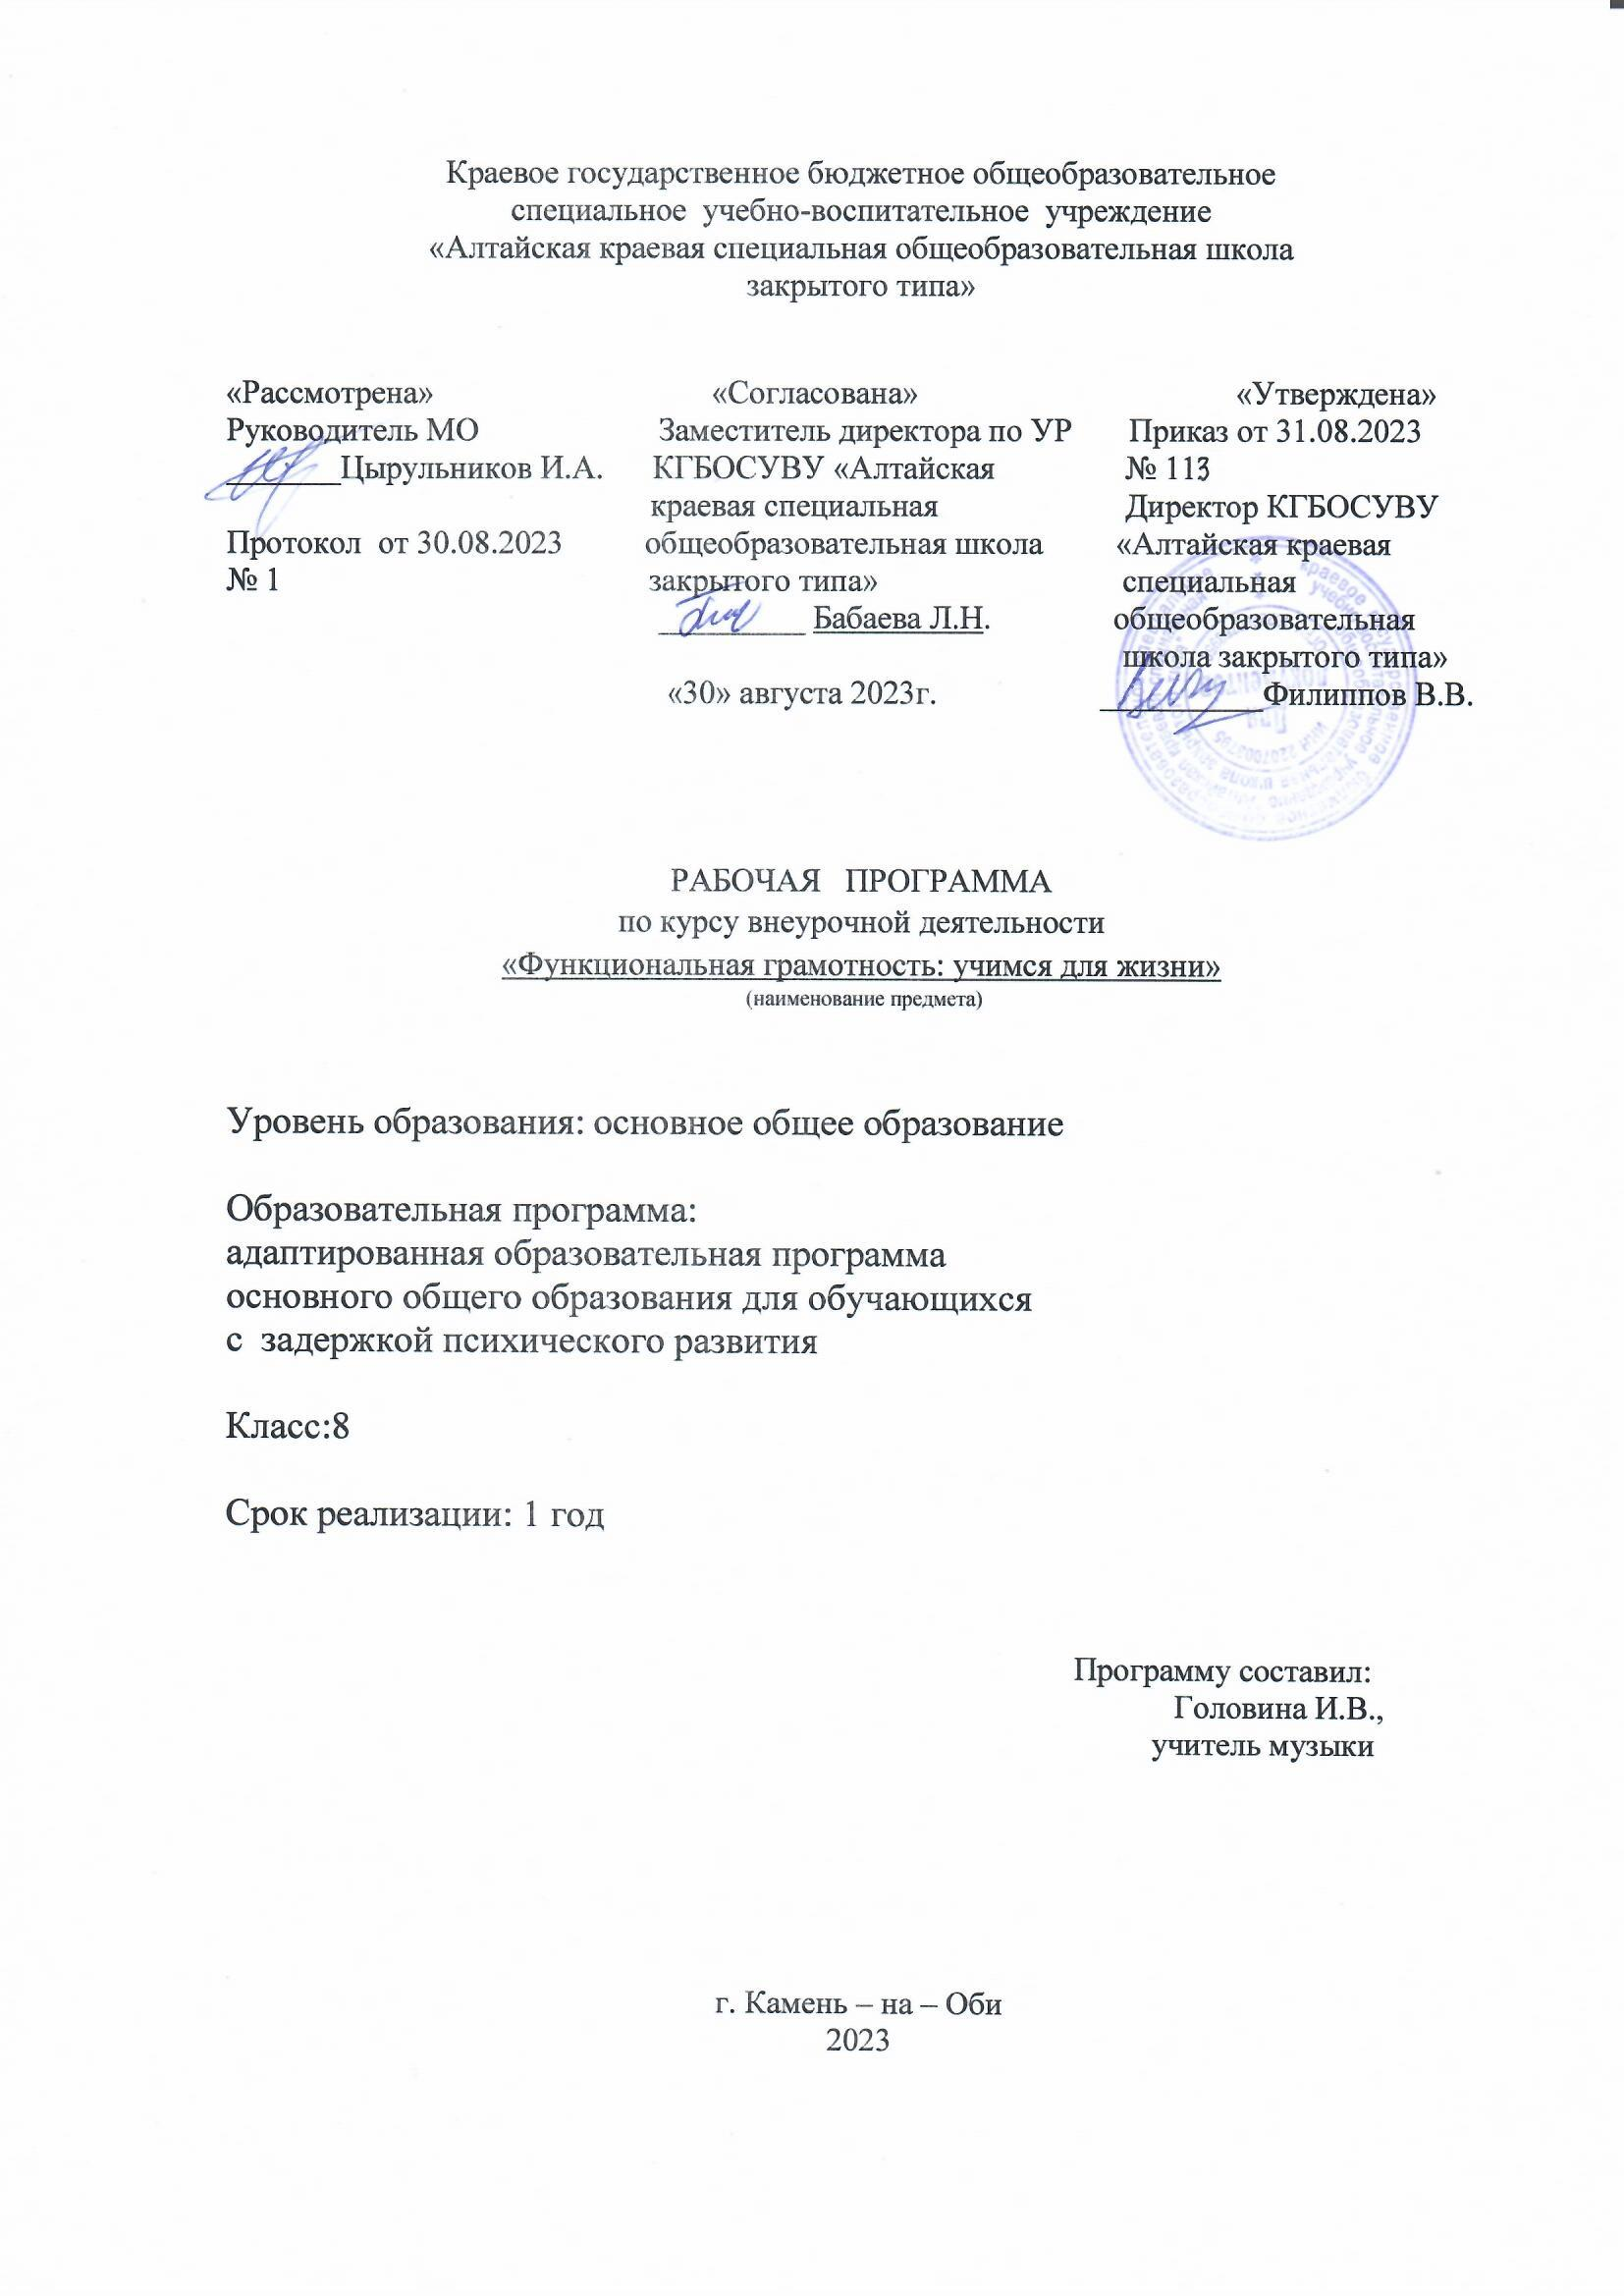 Краевое государственное бюджетное общеобразовательное
специальное учебно-воспитательное учреждение
«Алтайская краевая специальная общеобразовательная школа
закрытого типа»
«Рассмотрена»
Руководитель МО
Цырульников И.А.
Протокол от 30.08.2023
№ 1
«Согласована»
Заместитель директора по УР
КГБОСУВУ «Алтайская
краевая специальная
общеобразовательная школа
закрытого типа»
Бабаева Л.Н.
«30» августа 2023г.
«Утверждена»
Приказ от 31.08.2023
№ 113
Директор КГБОСУВУ
«Алтайская краевая
специальная
общеобразовательная
школа закрытого типа»
Филиппов В.В.
РАБОЧАЯ ПРОГРАММА
по курсу внеурочной деятельности
«Функциональная грамотность: учимся для жизни»
(наименование предмета)
Уровень образования: основное общее образование
Образовательная программа:
адаптированная образовательная программа
основного общего образования для обучающихся
с задержкой психического развития
Класс:8
Срок реализации: 1 год
Программу составил:
Головина И.В.,
учитель музыки
г. Камень – на – Оби
2023